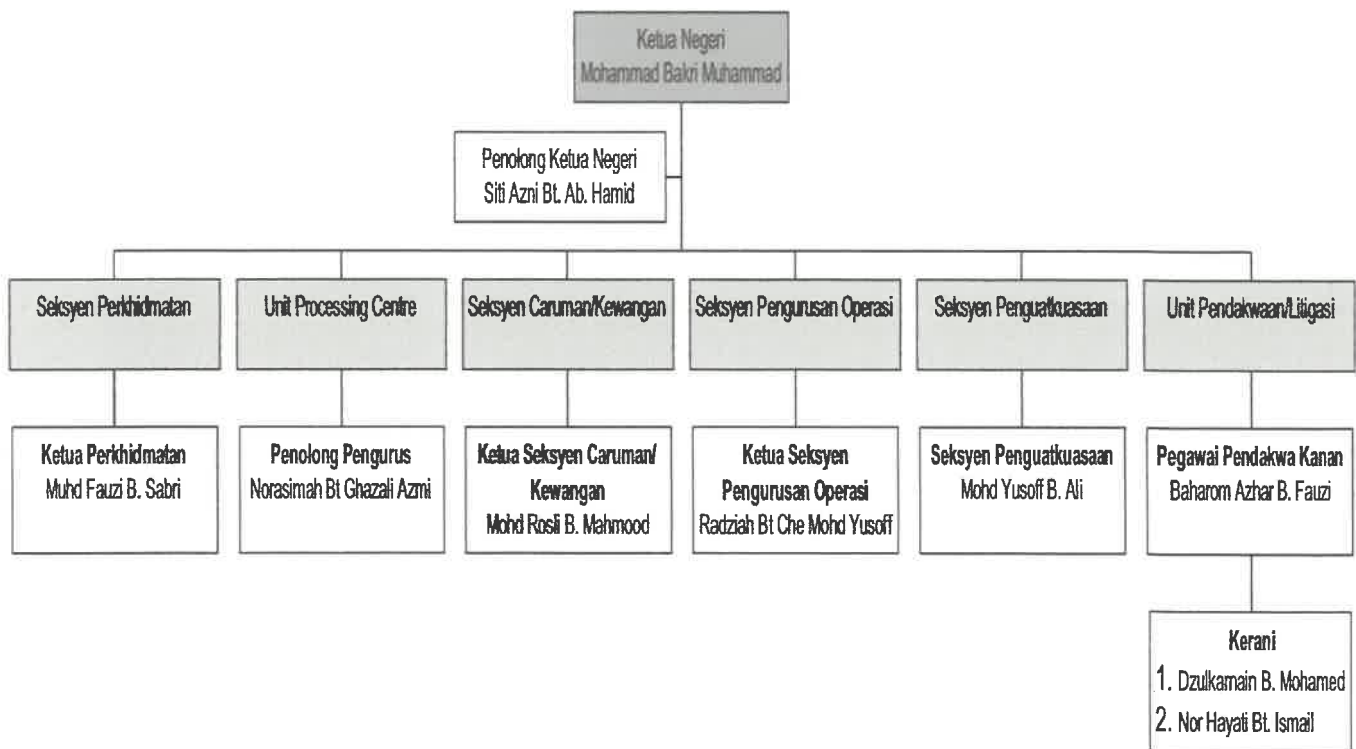 Ketua Negeri
Mohammad Bakri Muhammad
Penolong Ketua Negeri
Siti Azni Bt. Ab. Hamid
Seksyen Perkhidmatan
Unit Processing Centre
Seksyen Caruman/Kewangan
Seksyen Pengurusan Operasi
Seksyen Penguatkuasaan
Unit Pendakwaan/Litigasi
Ketua Perkhidmatan
Muhd Fauzi B. Sabri
Penolong Pengurus
Norasimah Bt Ghazali Azmi
Ketua Seksyen Caruman/
Kewangan
Mohd Rosli B. Mahmood
Ketua Seksyen
Pengurusan Operasi
Radziah Bt Che Mohd Yusoff
Seksyen Penguatkuasaan
Mohd Yusoff B. Ali
Pegawai Pendakwa Kanan
Baharom Azhar B. Fauzi
Kerani
1. Dzulkarnain B. Mohamed
2. Nor Hayati Bt. Ismail